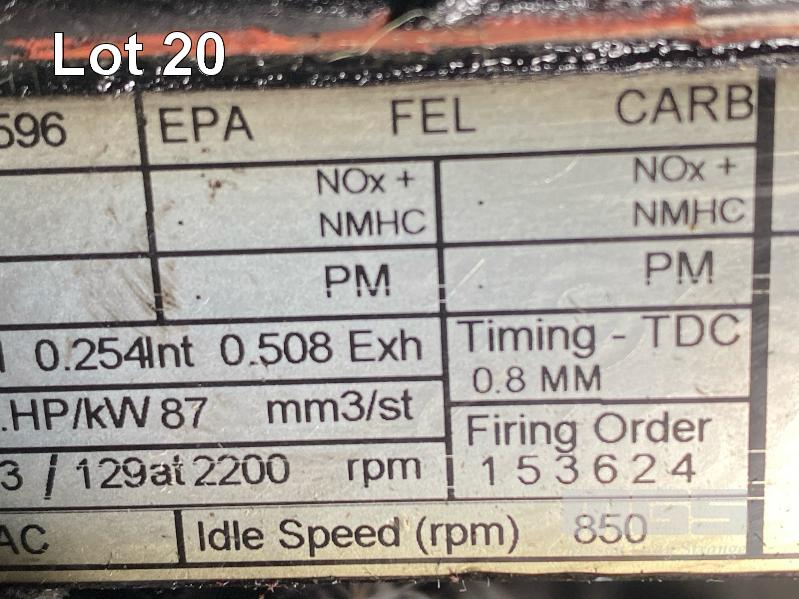 Lot 20
596 EPA FEL CARB
NOx + NOx +
NMHC NMHC
PM PM
0.254Int 0.508 Exh Timing - TDC
0.8 MM
.HP/kW 87 mm3/st Firing Order
3 / 129at 2200 rpm 1 5 3 6 2 4
AC Idle Speed (rpm) 850